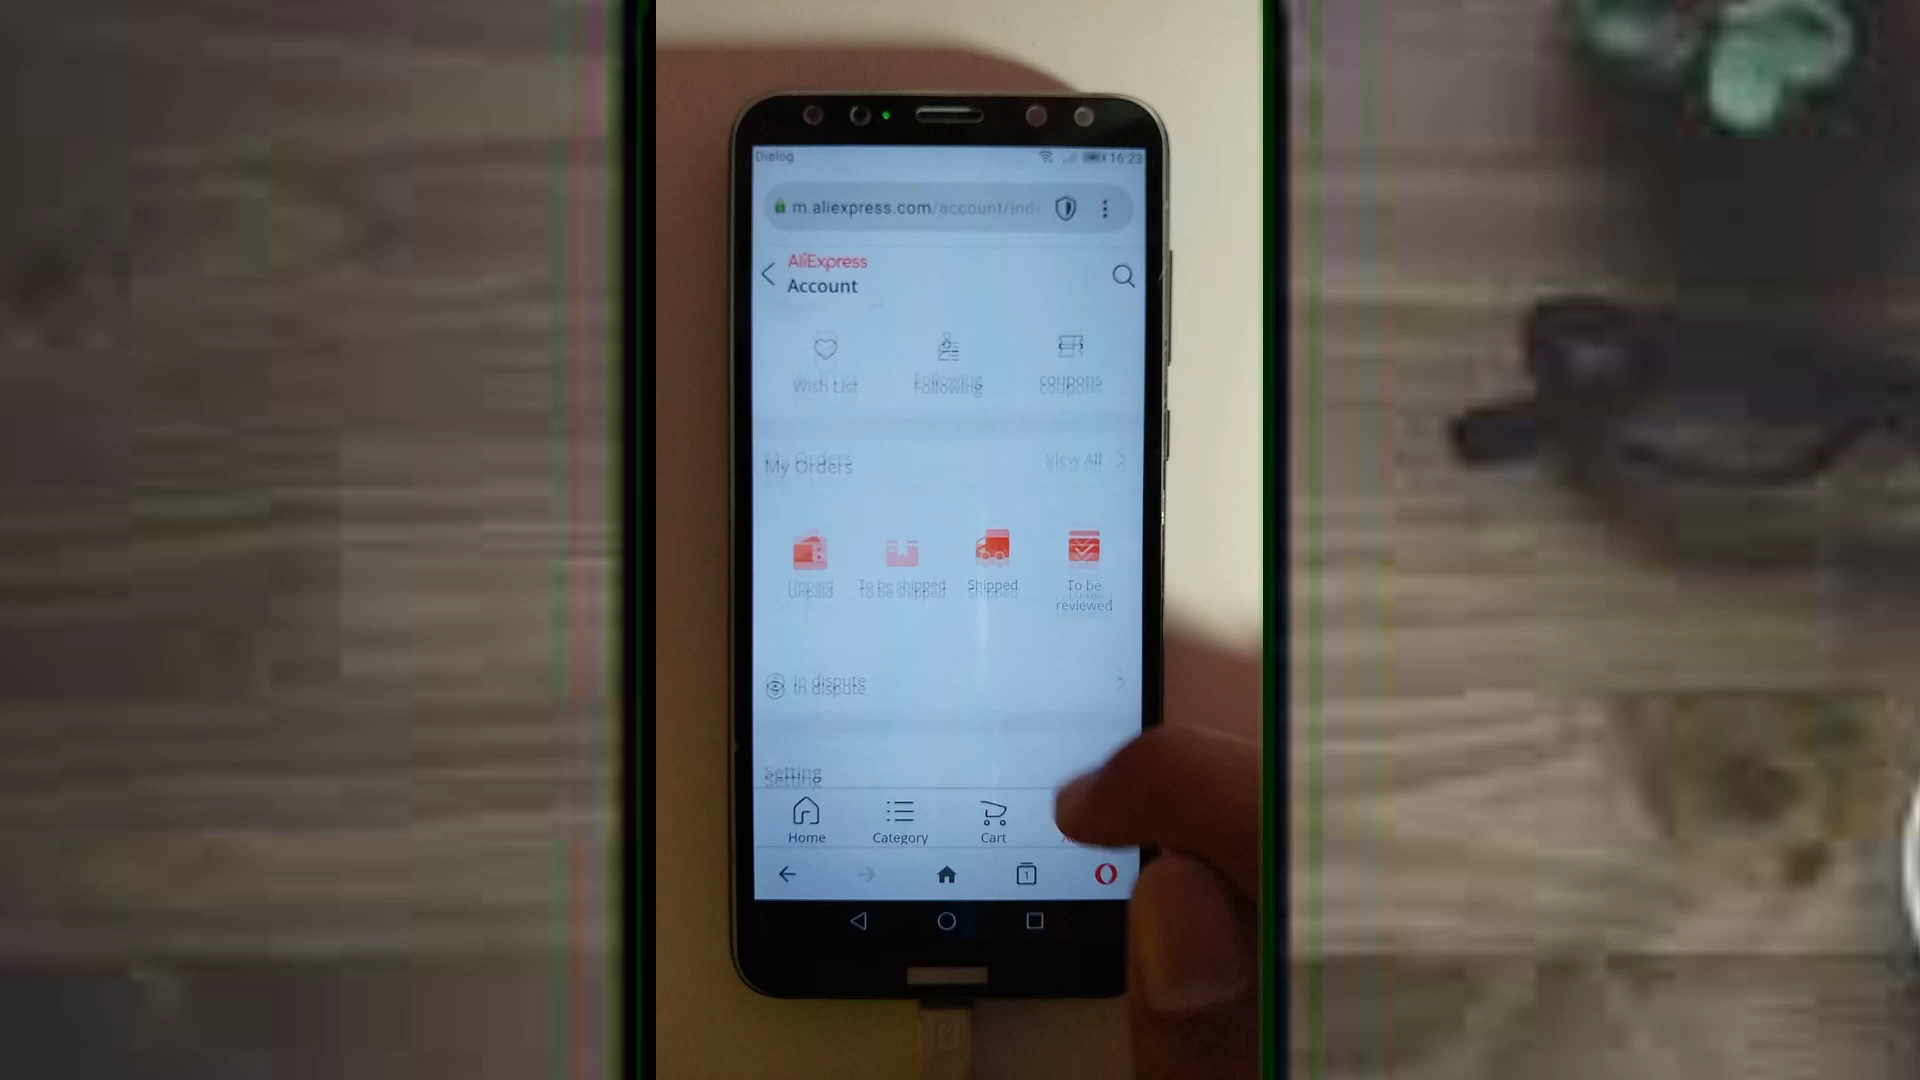 Dialog
16:23
m.aliexpress.com/account/ind
AliExpress
Account
Wish List Following coupons
My Orders View All
Unpaid To be shipped Shipped To be reviewed
In dispute
Setting
Home Category Cart
1